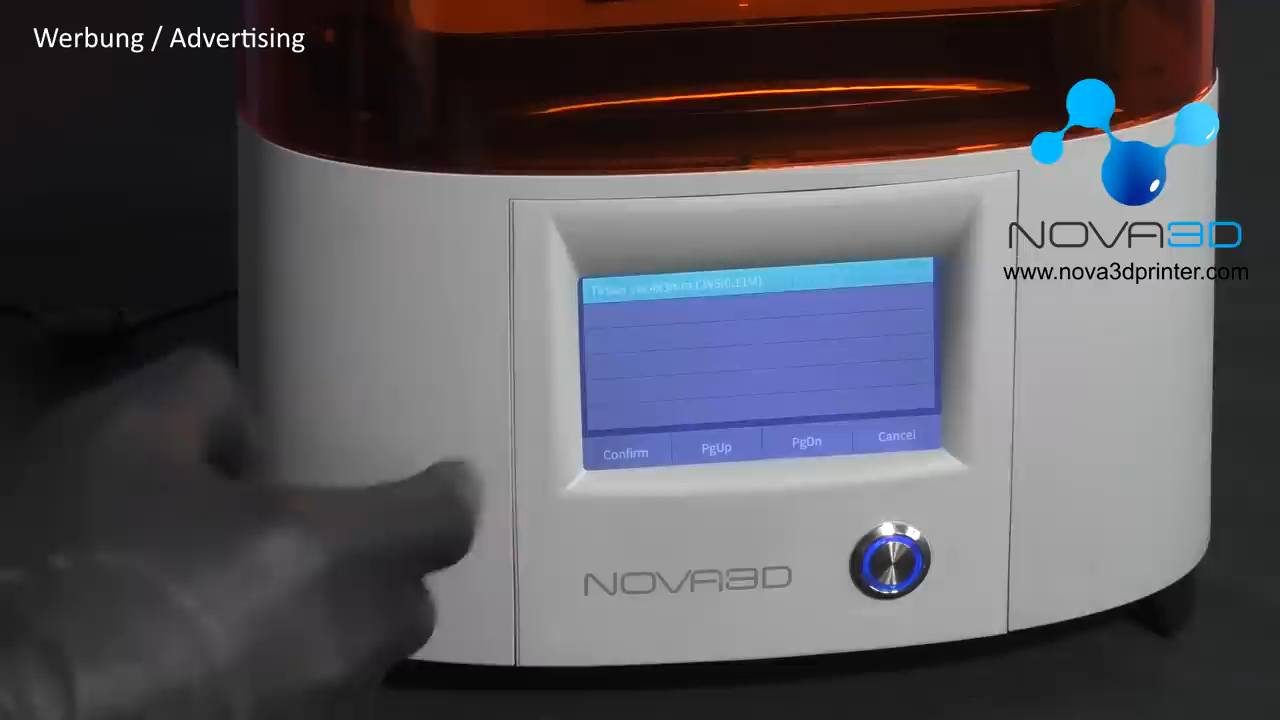 Werbung / Advertising
NOVA3D
www.nova3dprinter.com
Confirm
PgUp
PgDn
Cancel
NOVA3D